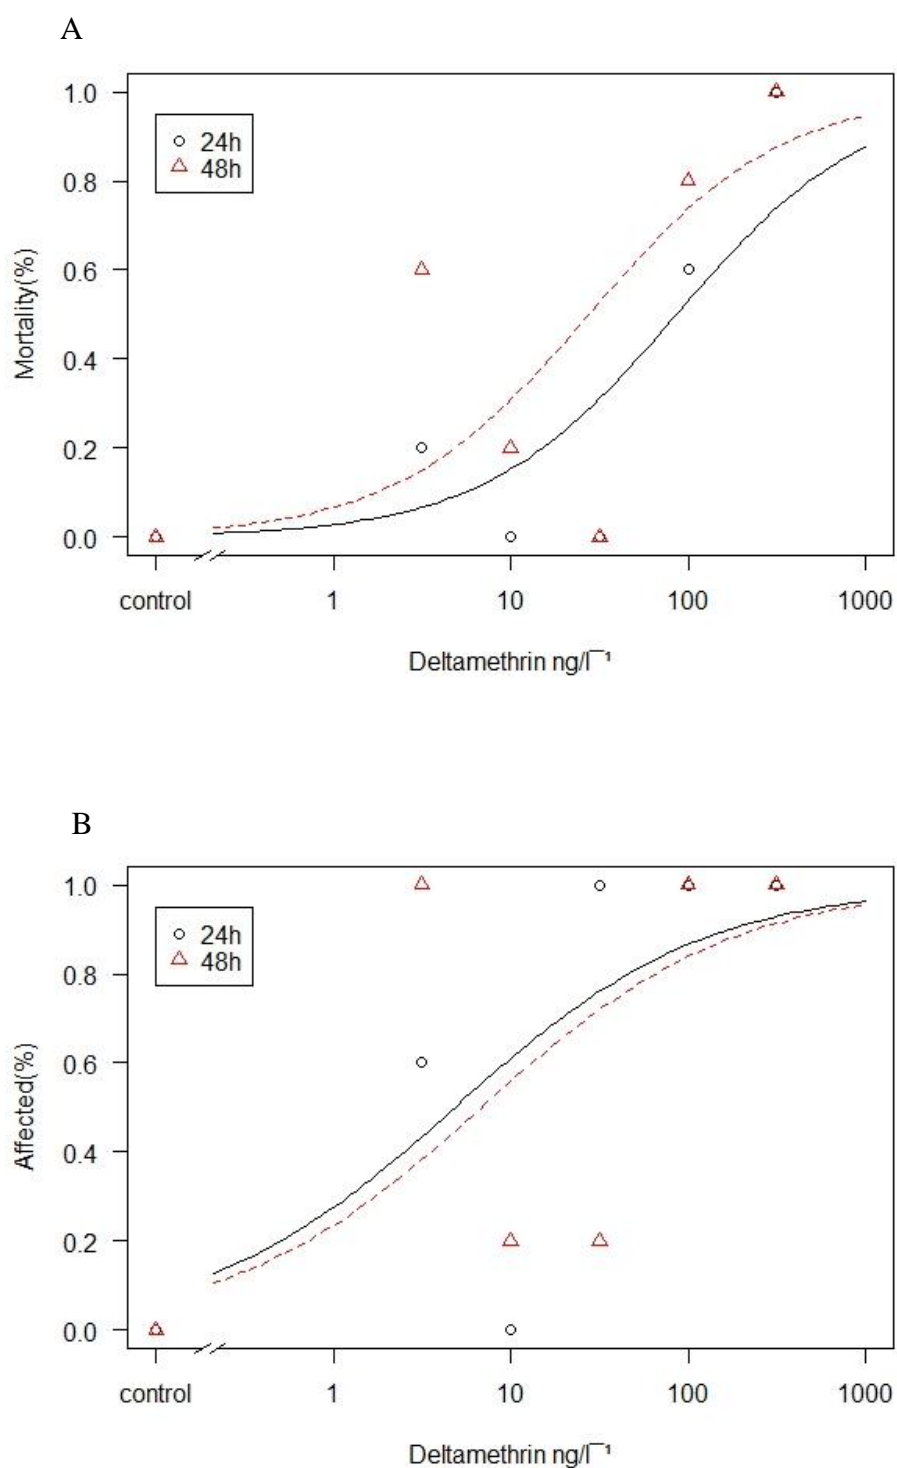 A
1.0
0.8
0.6
0.4
0.2
0.0
Mortality(%)
24h
48h
control 1 10 100 1000
Deltamethrin ng/l¯¹
B
1.0
0.8
0.6
0.4
0.2
0.0
Affected(%)
24h
48h
control 1 10 100 1000
Deltamethrin ng/l¯¹